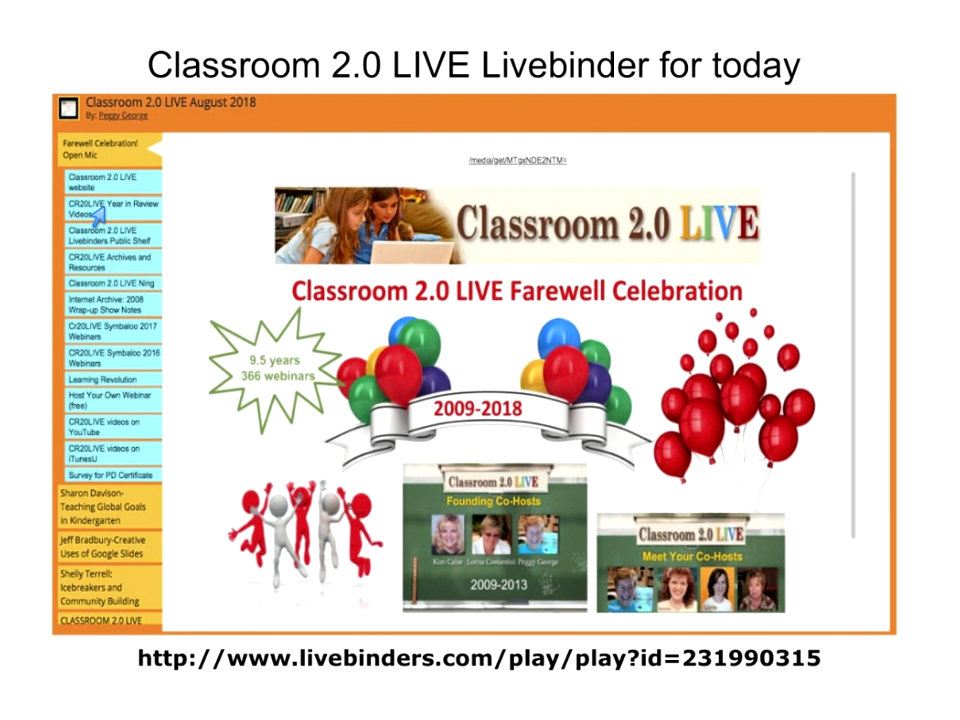 Classroom 2.0 LIVE Livebinder for today
Classroom 2.0 LIVE August 2018
By: Peggy George
Farewell Celebration!
Open Mic
Classroom 2.0 LIVE
website
CR20LIVE Year in Review
Videos
Classroom 2.0 LIVE
Livebinders Public Shelf
CR20LIVE Archives and
Resources
Classroom 2.0 LIVE Ning
Internet Archive: 2008
Wrap-up Show Notes
Cr20LIVE Symbaloo 2017
Webinars
CR20LIVE Symbaloo 2016
Webinars
Learning Revolution
Host Your Own Webinar
(free)
CR20LIVE videos on
YouTube
CR20LIVE videos on
iTunesU
Survey for PD Certificate
Sharon Davison-
Teaching Global Goals
in Kindergarten
Jeff Bradbury-Creative
Uses of Google Slides
Shelly Terrell:
Icebreakers and
Community Building
CLASSROOM 2.0 LIVE
/media/get/MTgxNDE2NTM=
Classroom 2.0 LIVE
Classroom 2.0 LIVE Farewell Celebration
9.5 years
366 webinars
2009-2018
Classroom 2.0 LIVE
Founding Co-Hosts
Kim Caise Lorna Costantini Peggy George
2009-2013
Classroom 2.0 LIVE
Meet Your Co-Hosts
http://www.livebinders.com/play/play?id=231990315